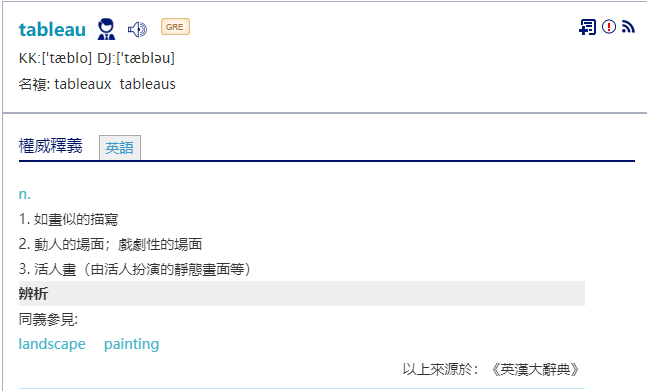 tableau GRE
KK:[ˈtæblo] DJ:[ˈtæbləu]
名複: tableaux tableaus
權威釋義 英語
n.
1. 如畫似的描寫
2. 動人的場面；戲劇性的場面
3. 活人畫（由活人扮演的靜態畫面等）
辨析
同義參見:
landscape painting
以上來源於：《英漢大辭典》